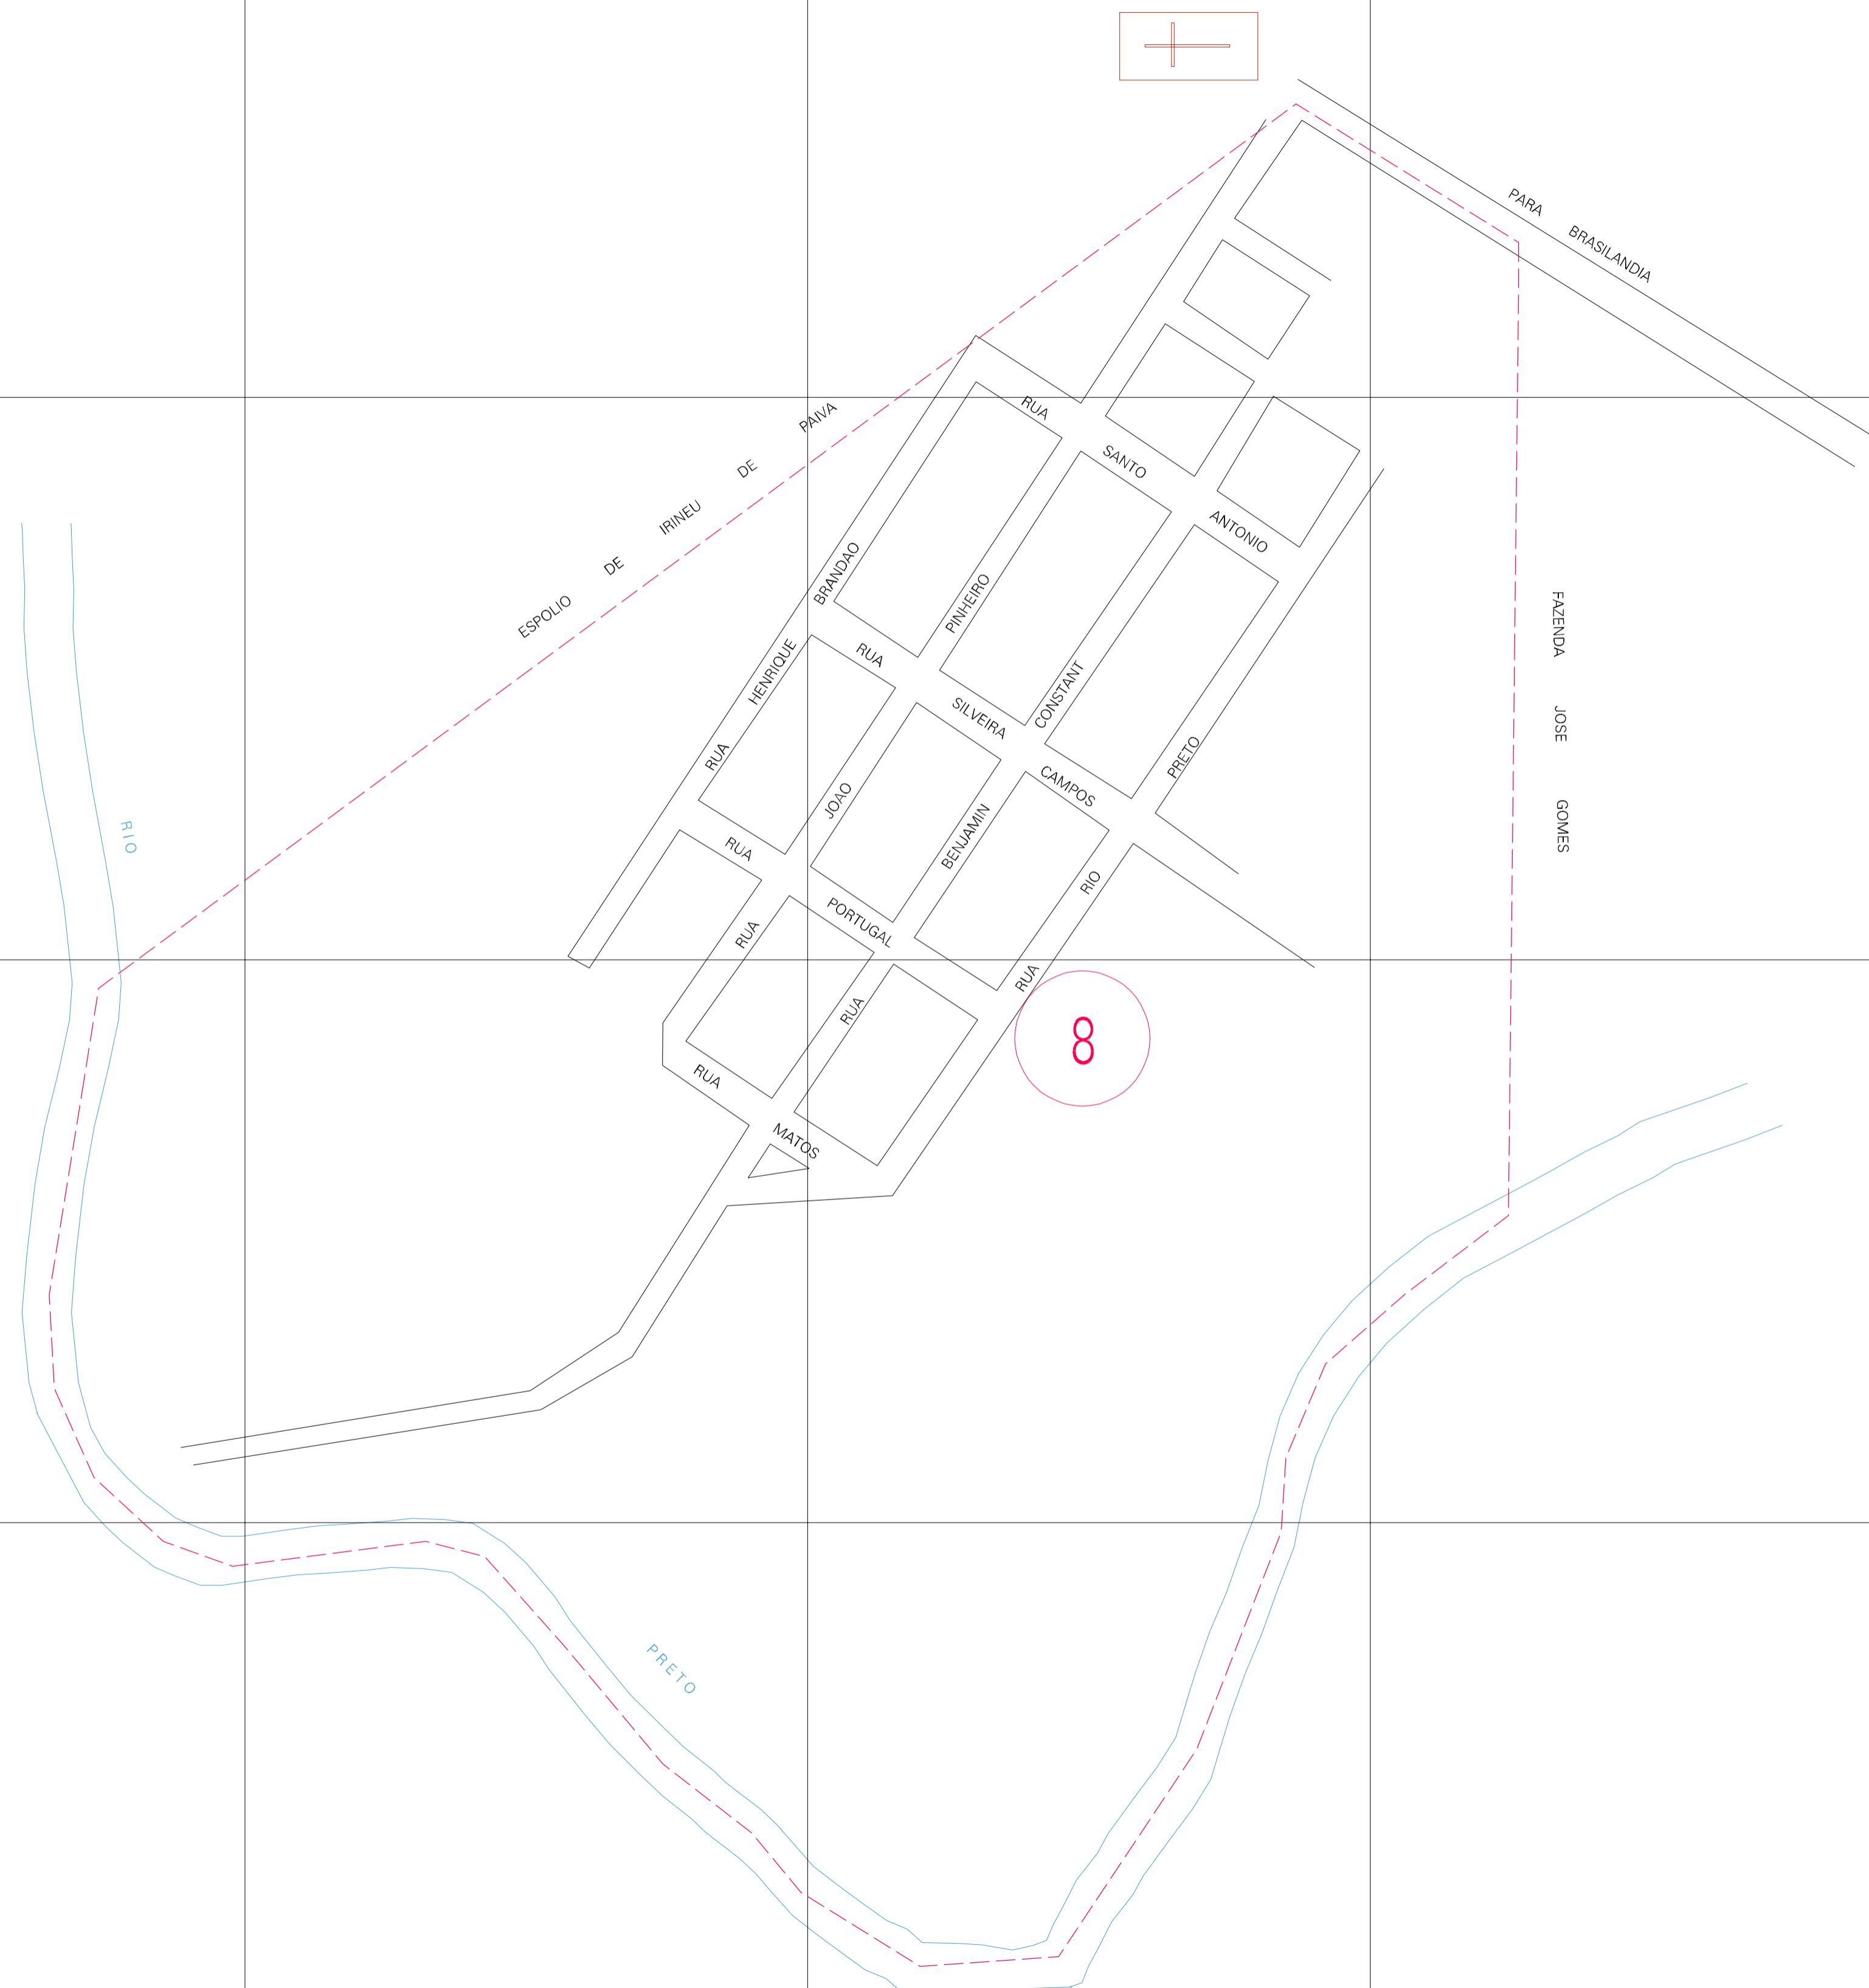 PARA BRASILANDIA
ESPOLIO DE IRINEU DE PAIVA
RUA SANTO ANTONIO
RUA HENRIQUE BRANDAO
RUA JOAO PINHEIRO
RUA BENJAMIN CONSTANT
RUA RIO PRETO
RUA SILVEIRA CAMPOS
RUA PORTUGAL
RUA MATOS
FAZENDA JOSE GOMES
8
RIO PRETO